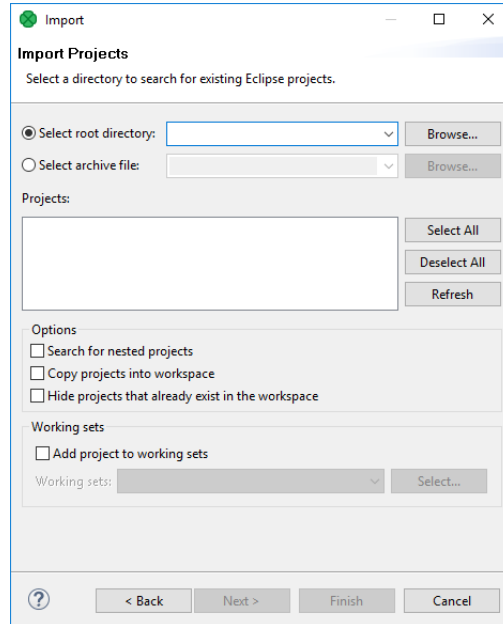 Import
Import Projects
Select a directory to search for existing Eclipse projects.
Select root directory:
Browse...
Select archive file:
Browse...
Projects:
Select All
Deselect All
Refresh
Options
Search for nested projects
Copy projects into workspace
Hide projects that already exist in the workspace
Working sets
Add project to working sets
Working sets:
Select...
?
< Back
Next >
Finish
Cancel